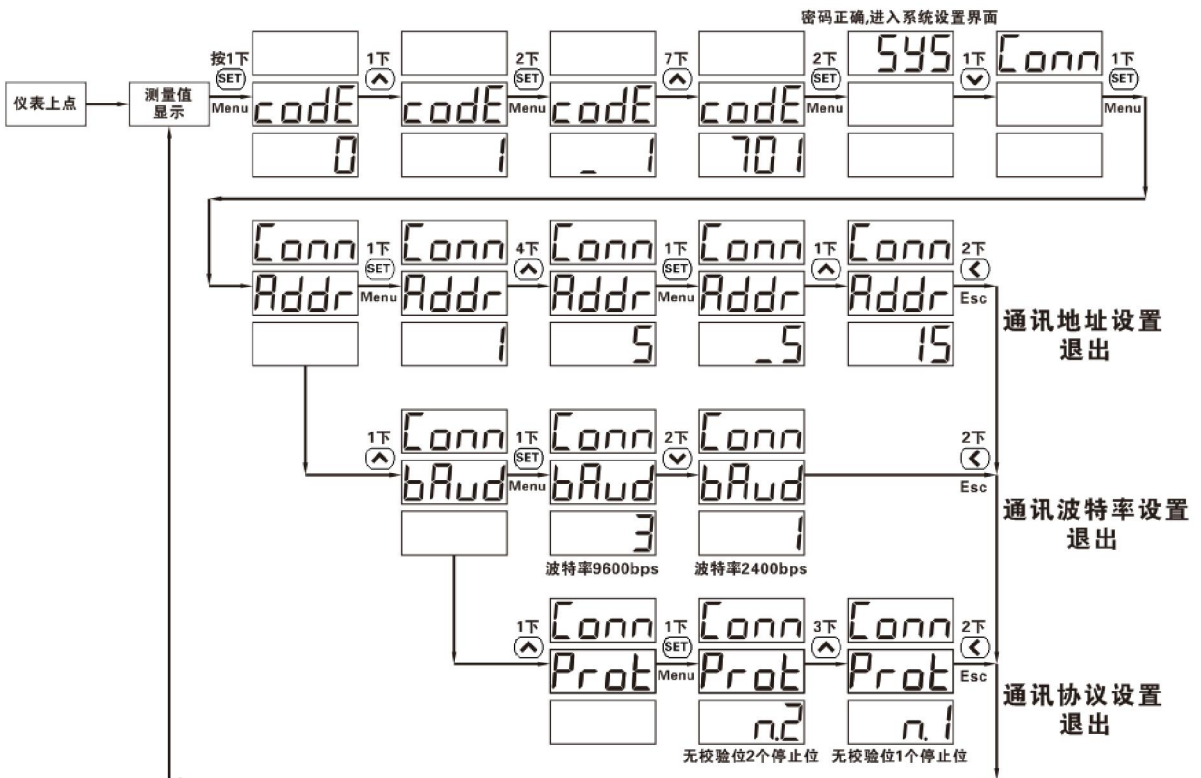 密码正确,进入系统设置界面
按1下 1下 2下 7下 2下 SYS 1下 Conn 1下
SET SET SET SET
仪表上点 测量值显示 Menu codE codE Menu codE codE Menu Menu
0 1 _ 1 701
Conn 1下 Conn 4下 Conn 1下 Conn 1下 Conn 2下
SET SET
Addr Menu Addr Addr Menu Addr Addr Esc
1 5 _5 15
通讯地址设置
退出
1下 Conn 1下 Conn 2下 Conn 2下
SET
bAud Menu bAud bAud Esc
3 1
通讯波特率设置
退出
波特率9600bps 波特率2400bps
1下 Conn 1下 Conn 3下 Conn 2下
SET
Prot Menu Prot Prot Esc
n.2 n.1
通讯协议设置
退出
无校验位2个停止位 无校验位1个停止位